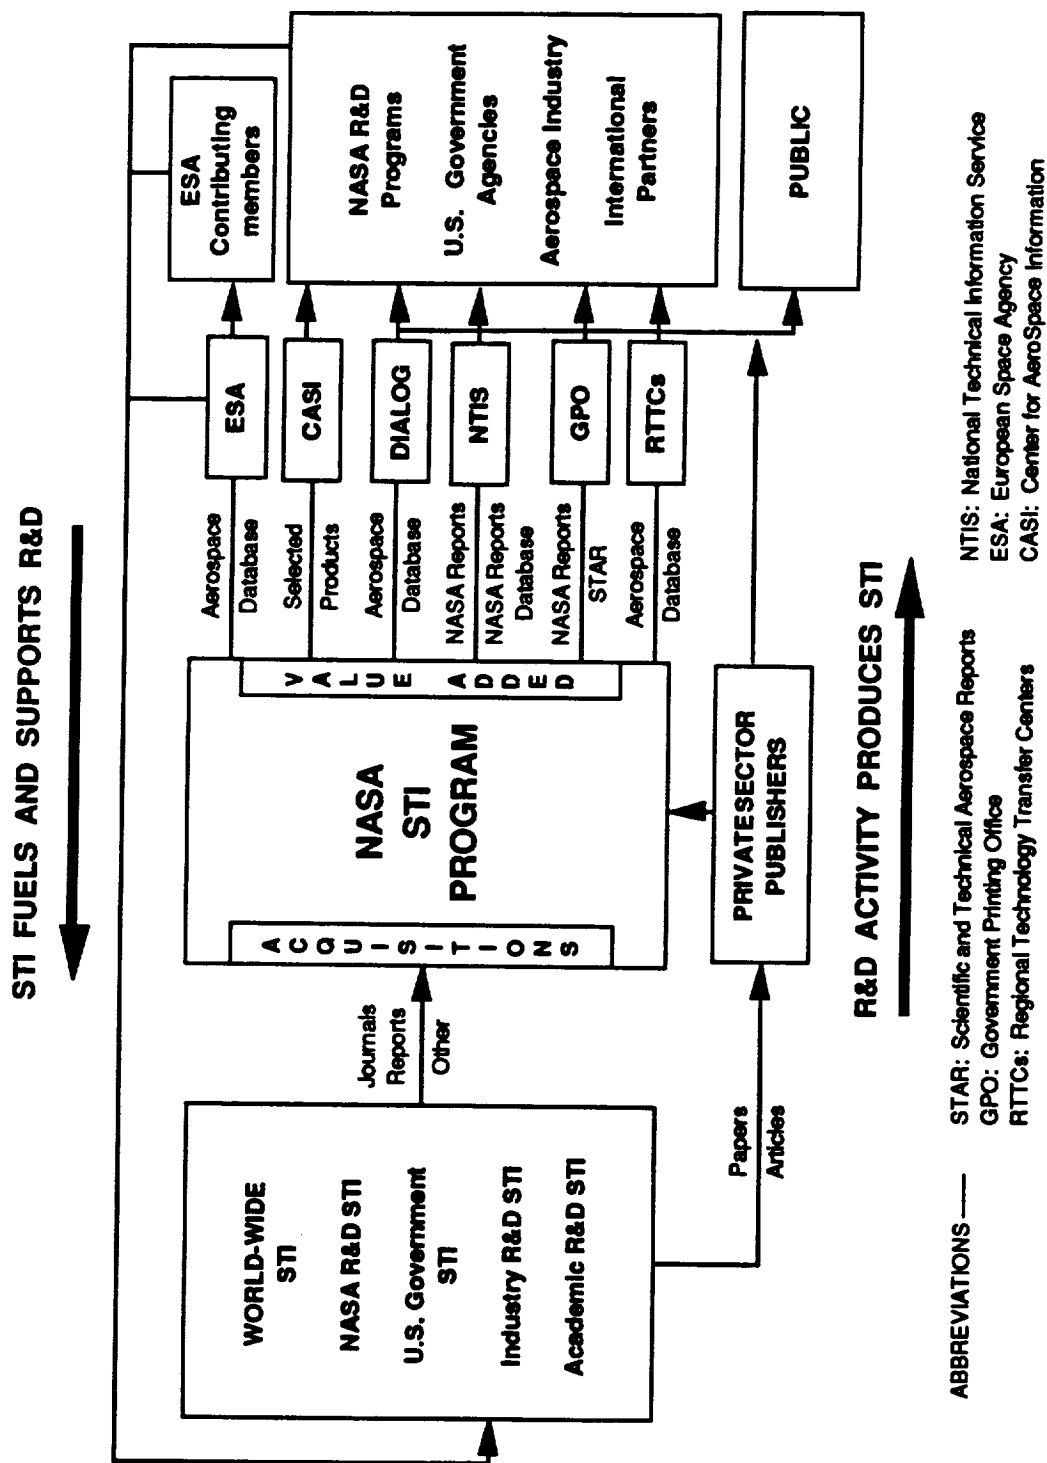 STI FUELS AND SUPPORTS R&D
WORLD-WIDE
STI
NASA R&D STI
U.S. Government
STI
Industry R&D STI
Academic R&D STI
Journals
Reports
Other
Papers
Articles
ACQUISITIONS
NASA
STI
PROGRAM
VALUE ADDED
PRIVATESECTOR
PUBLISHERS
Aerospace
Database
Selected
Products
Aerospace
Database
NASA Reports
NASA Reports
Database
NASA Reports
STAR
Aerospace
Database
ESA
CASI
DIALOG
NTIS
GPO
RTTCs
ESA
Contributing
members
NASA R&D
Programs
U.S. Government
Agencies
Aerospace Industry
International
Partners
PUBLIC
R&D ACTIVITY PRODUCES STI
ABBREVIATIONS
STAR: Scientific and Technical Aerospace Reports
GPO: Government Printing Office
RTTCs: Regional Technology Transfer Centers
NTIS: National Technical Information Service
ESA: European Space Agency
CASI: Center for AeroSpace Information